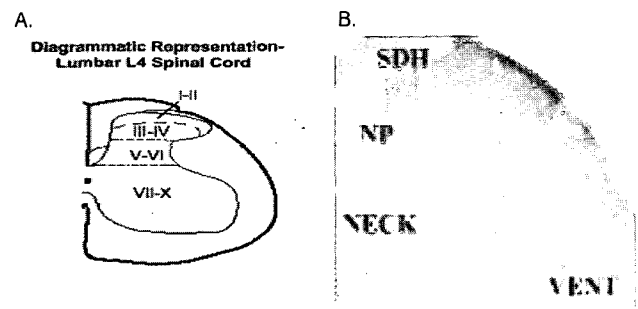 A.
Diagrammatic Representation-
Lumbar L4 Spinal Cord
I-II
III-IV
V-VI
VII-X
B.
SDH
NP
NECK
VENT